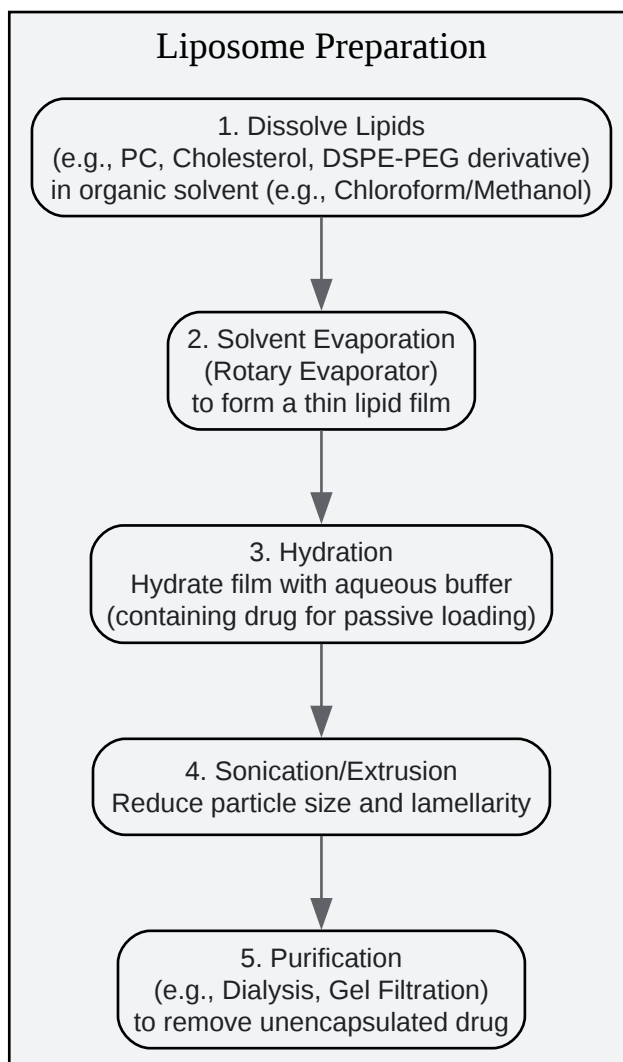 Liposome Preparation
1. Dissolve Lipids
(e.g., PC, Cholesterol, DSPE-PEG derivative)
in organic solvent (e.g., Chloroform/Methanol)
2. Solvent Evaporation
(Rotary Evaporator)
to form a thin lipid film
3. Hydration
Hydrate film with aqueous buffer
(containing drug for passive loading)
4. Sonication/Extrusion
Reduce particle size and lamellarity
5. Purification
(e.g., Dialysis, Gel Filtration)
to remove unencapsulated drug